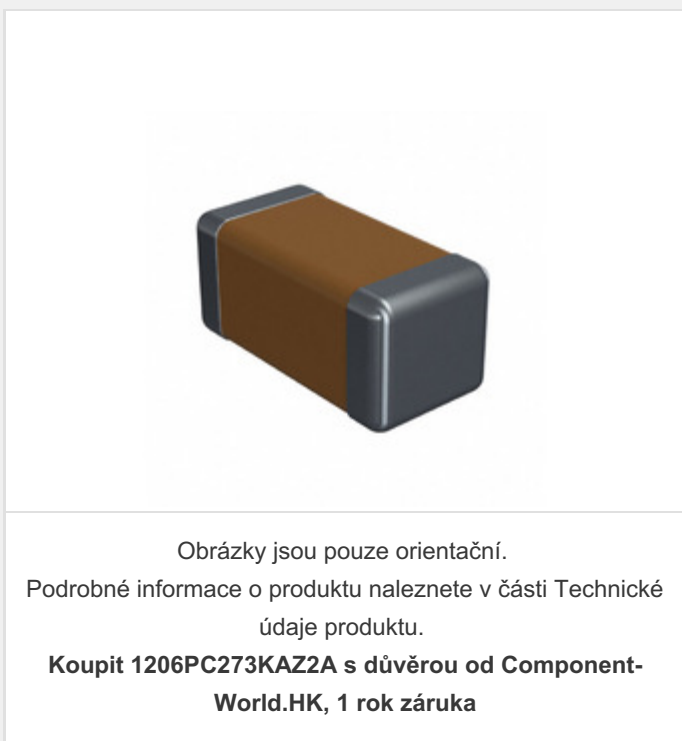 Obrázky jsou pouze orientační.
Podrobné informace o produktu naleznete v části Technické
údaje produktu.
Koupit 1206PC273KAZ2A s důvěrou od Component-
World.HK, 1 rok záruka